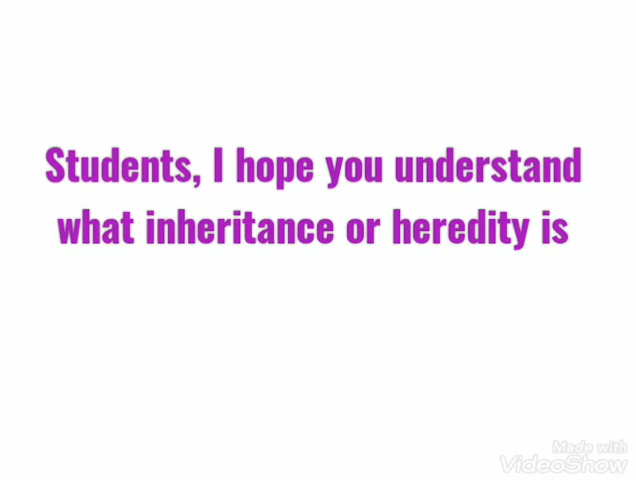 Students, I hope you understand
what inheritance or heredity is
Made with
VideoShow